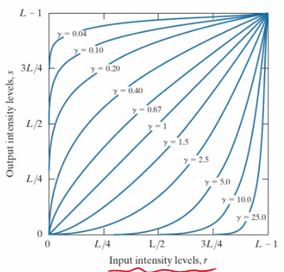 L − 1
γ = 0.04
γ = 0.10
3L/4
γ = 0.20
γ = 0.40
γ = 0.67
L/2
γ = 1
γ = 1.5
γ = 2.5
L/4
γ = 5.0
γ = 10.0
γ = 25.0
0
0
L/4
L/2
3L/4
L − 1
Output intensity levels, s
Input intensity levels, r